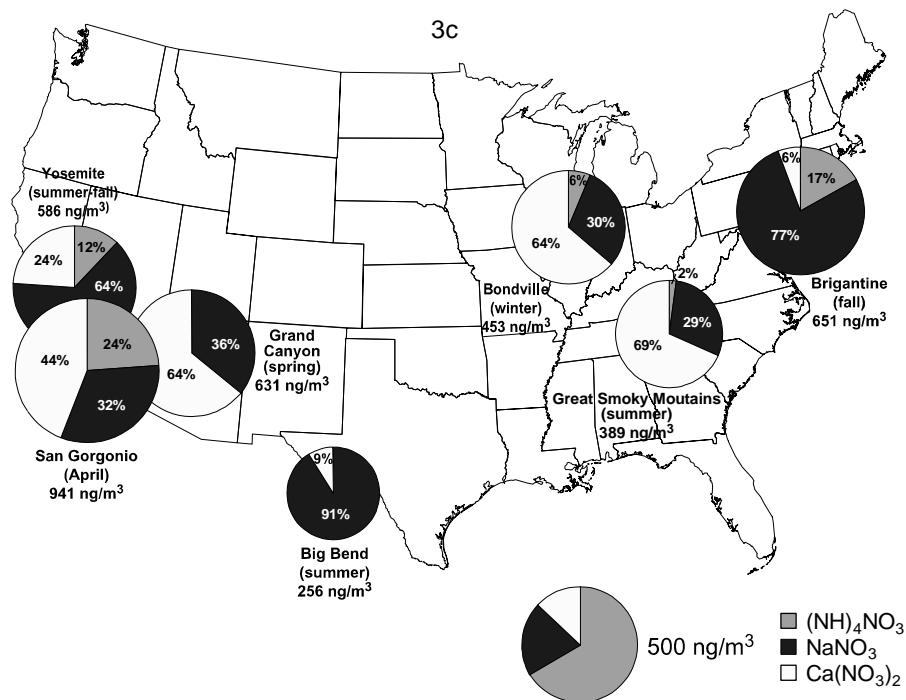 3c
Yosemite
(summer-fall)
586 ng/m³)
24%
12%
64%
44%
24%
32%
San Gorgonio
(April)
941 ng/m³
36%
64%
Grand
Canyon
(spring)
631 ng/m³
9%
91%
Big Bend
(summer)
256 ng/m³
6%
30%
64%
Bondville
(winter)
453 ng/m³
2%
29%
69%
Great Smoky Moutains
(summer)
389 ng/m³
6%
17%
77%
Brigantine
(fall)
651 ng/m³
500 ng/m³
(NH)₄NO₃
NaNO₃
Ca(NO₃)₂